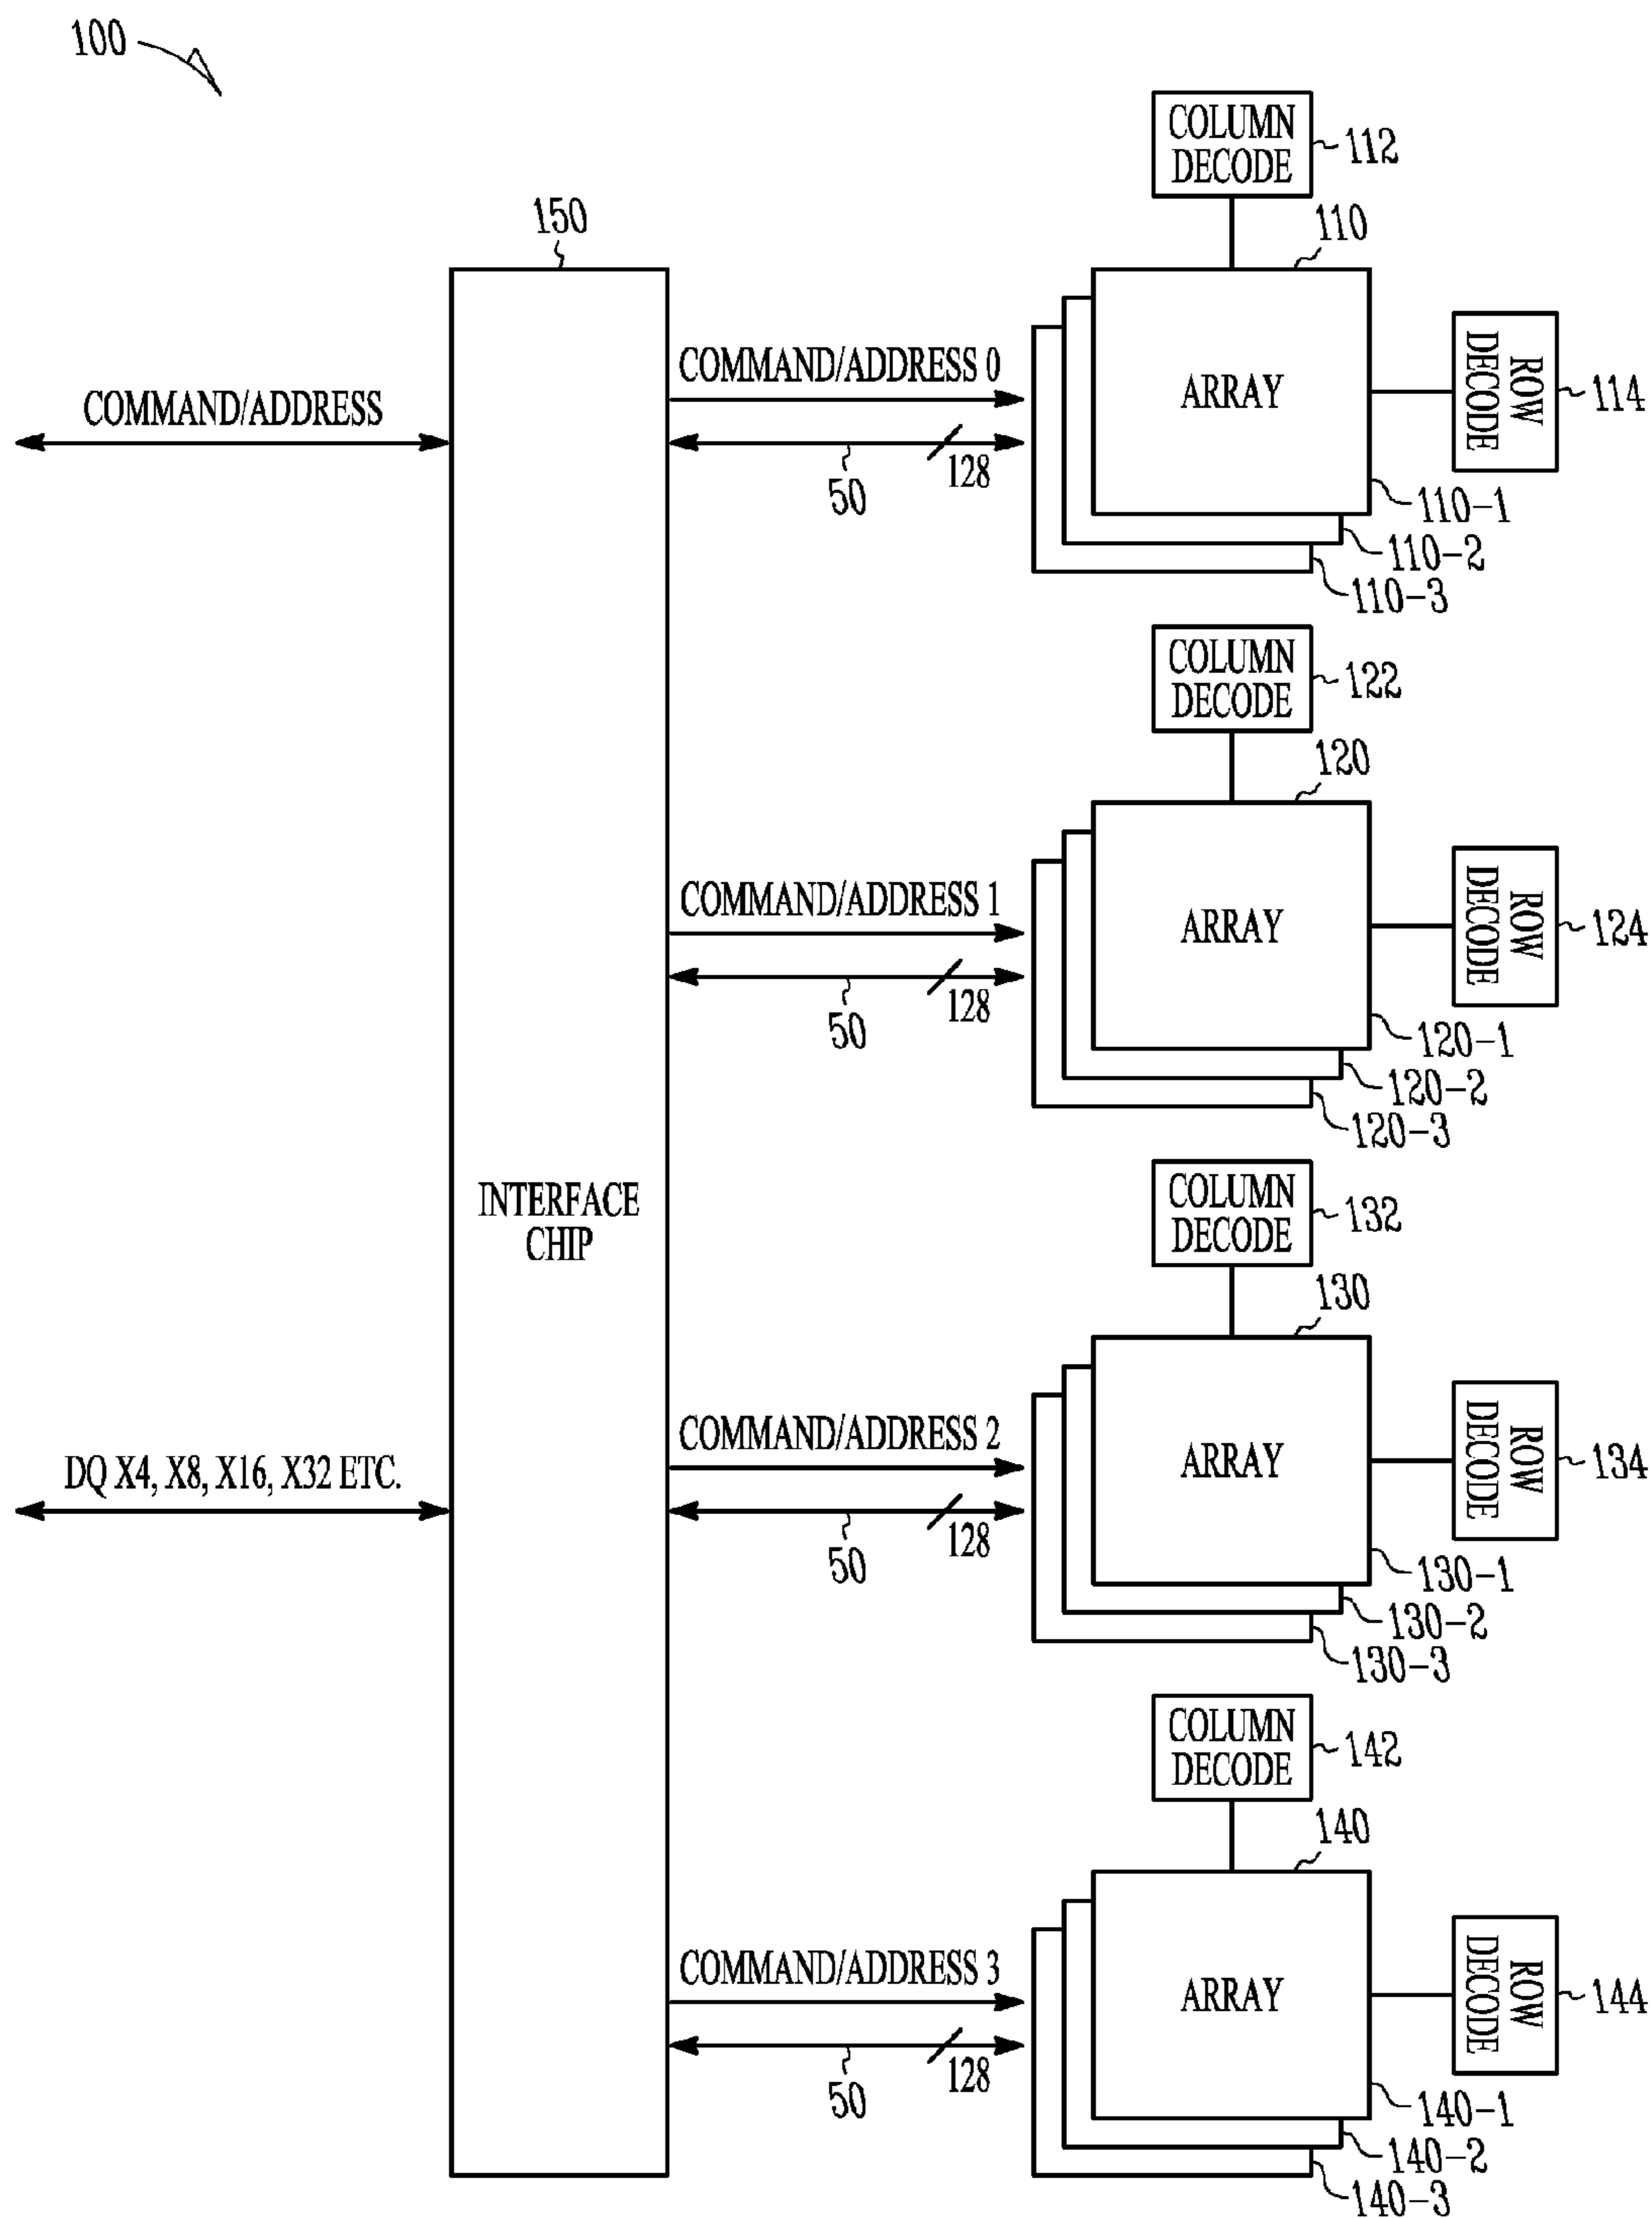 100
COLUMN
DECODE
112
150
110
COMMAND/ADDRESS 0
ARRAY
ROW
DECODE
114
COMMAND/ADDRESS
50
128
110-1
110-2
110-3
COLUMN
DECODE
122
120
COMMAND/ADDRESS 1
ARRAY
ROW
DECODE
124
50
128
120-1
120-2
120-3
INTERFACE
CHIP
COLUMN
DECODE
132
130
COMMAND/ADDRESS 2
ARRAY
ROW
DECODE
134
DQ X4, X8, X16, X32 ETC.
50
128
130-1
130-2
130-3
COLUMN
DECODE
142
140
COMMAND/ADDRESS 3
ARRAY
ROW
DECODE
144
50
128
140-1
140-2
140-3